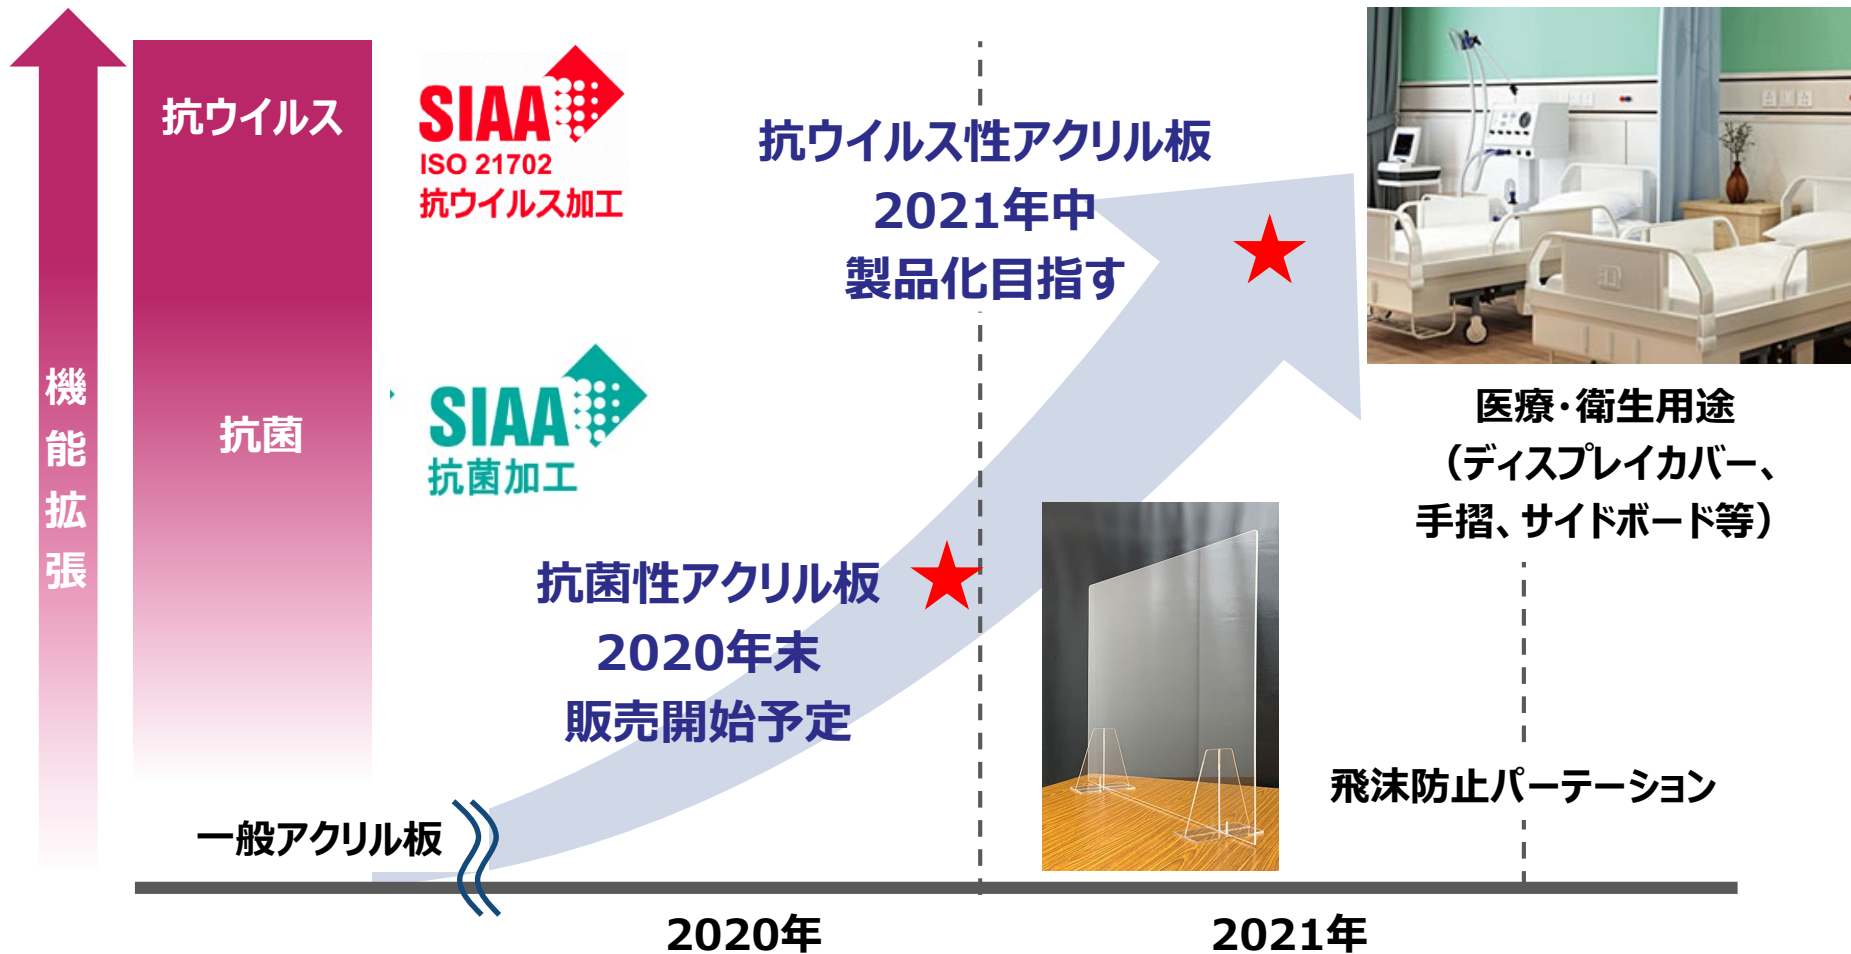 機能拡張
抗ウイルス
抗菌
一般アクリル板
SIAA
ISO 21702
抗ウイルス加工
SIAA
抗菌加工
抗ウイルス性アクリル板
2021年中
製品化目指す
抗菌性アクリル板
2020年末
販売開始予定
医療・衛生用途
（ディスプレイカバー、
手摺、サイドボード等）
飛沫防止パーテーション
2020年
2021年